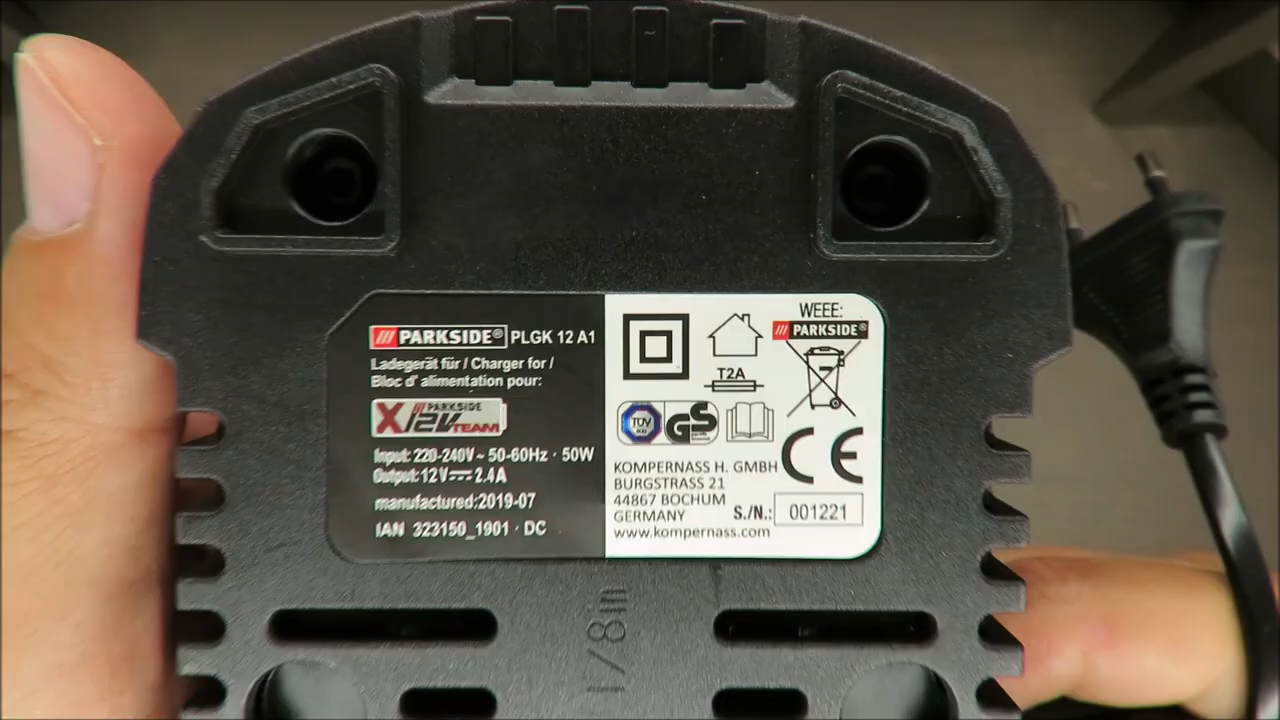 PARKSIDE® PLGK 12 A1
Ladegerät für / Charger for /
Bloc d' alimentation pour:
X12V PARKSIDE TEAM
Input: 220-240V ~ 50-60Hz · 50W
Output: 12V 2.4A
manufactured:2019-07
IAN 323150_1901 · DC
WEEE:
PARKSIDE®
T2A
TÜV
GS
CE
KOMPERNASS H. GMBH
BURGSTRASS 21
44867 BOCHUM
GERMANY
S./N.: 001221
www.kompernass.com
1/8in